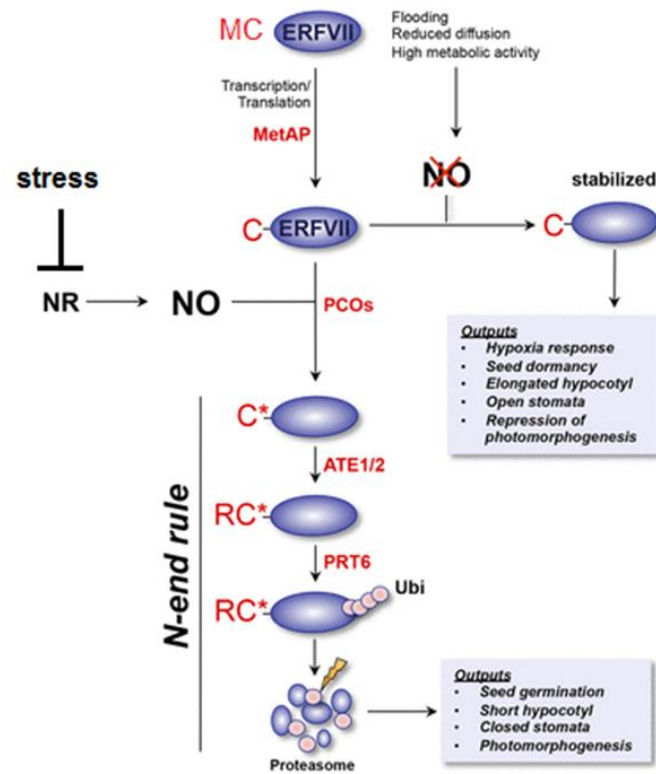 MC ERFVII
Flooding
Reduced diffusion
High metabolic activity
Transcription/
Translation
MetAP
stress
NO
stabilized
C ERFVII
C
NR
NO
PCOs
Outputs
▪ Hypoxia response
▪ Seed dormancy
▪ Elongated hypocotyl
▪ Open stomata
▪ Repression of
photomorphogenesis
C*
ATE1/2
N-end rule
RC*
PRT6
RC*
Ubi
Proteasome
Outputs
▪ Seed germination
▪ Short hypocotyl
▪ Closed stomata
▪ Photomorphogenesis